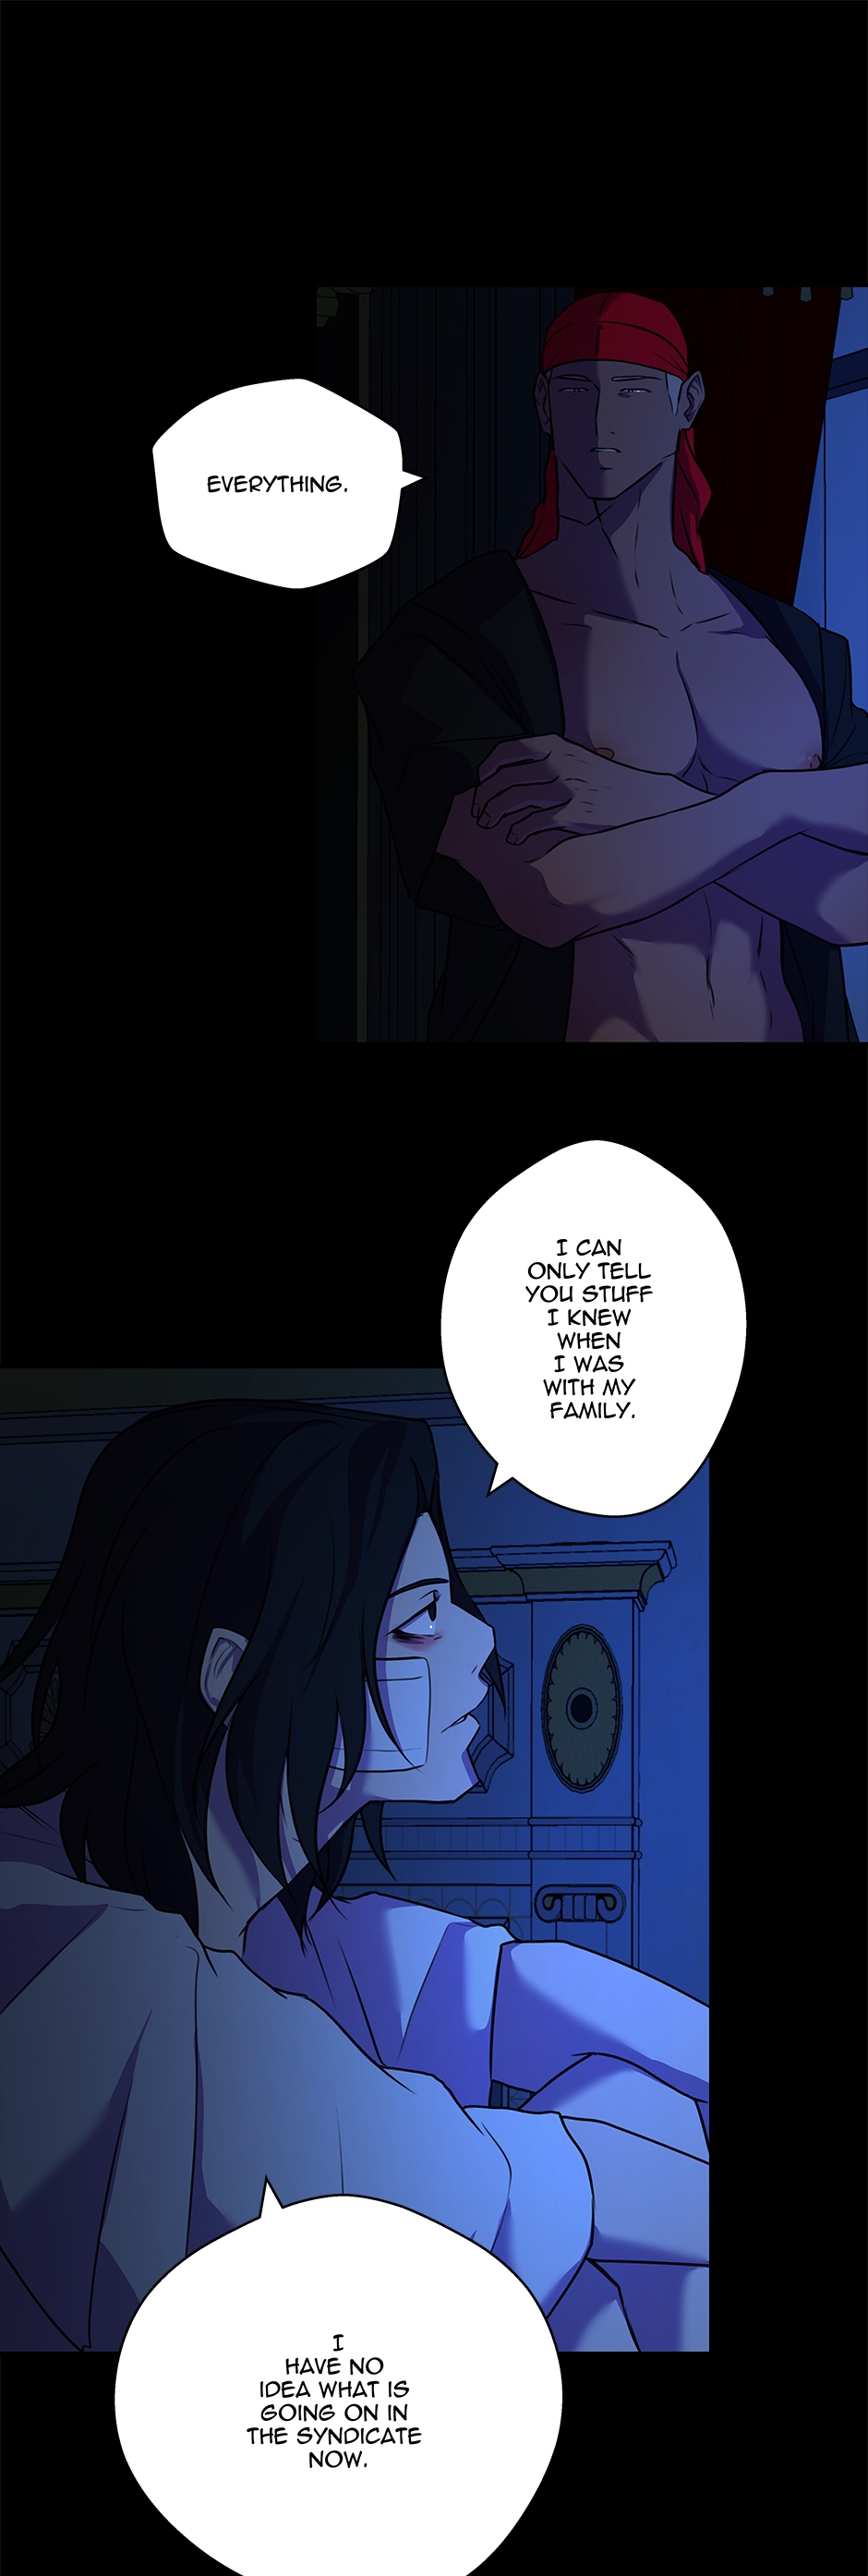 EVERYTHING.
I CAN
ONLY TELL
YOU STUFF
I KNEW
WHEN
I WAS
WITH MY
FAMILY.
I
HAVE NO
IDEA WHAT IS
GOING ON IN
THE SYNDICATE
NOW.